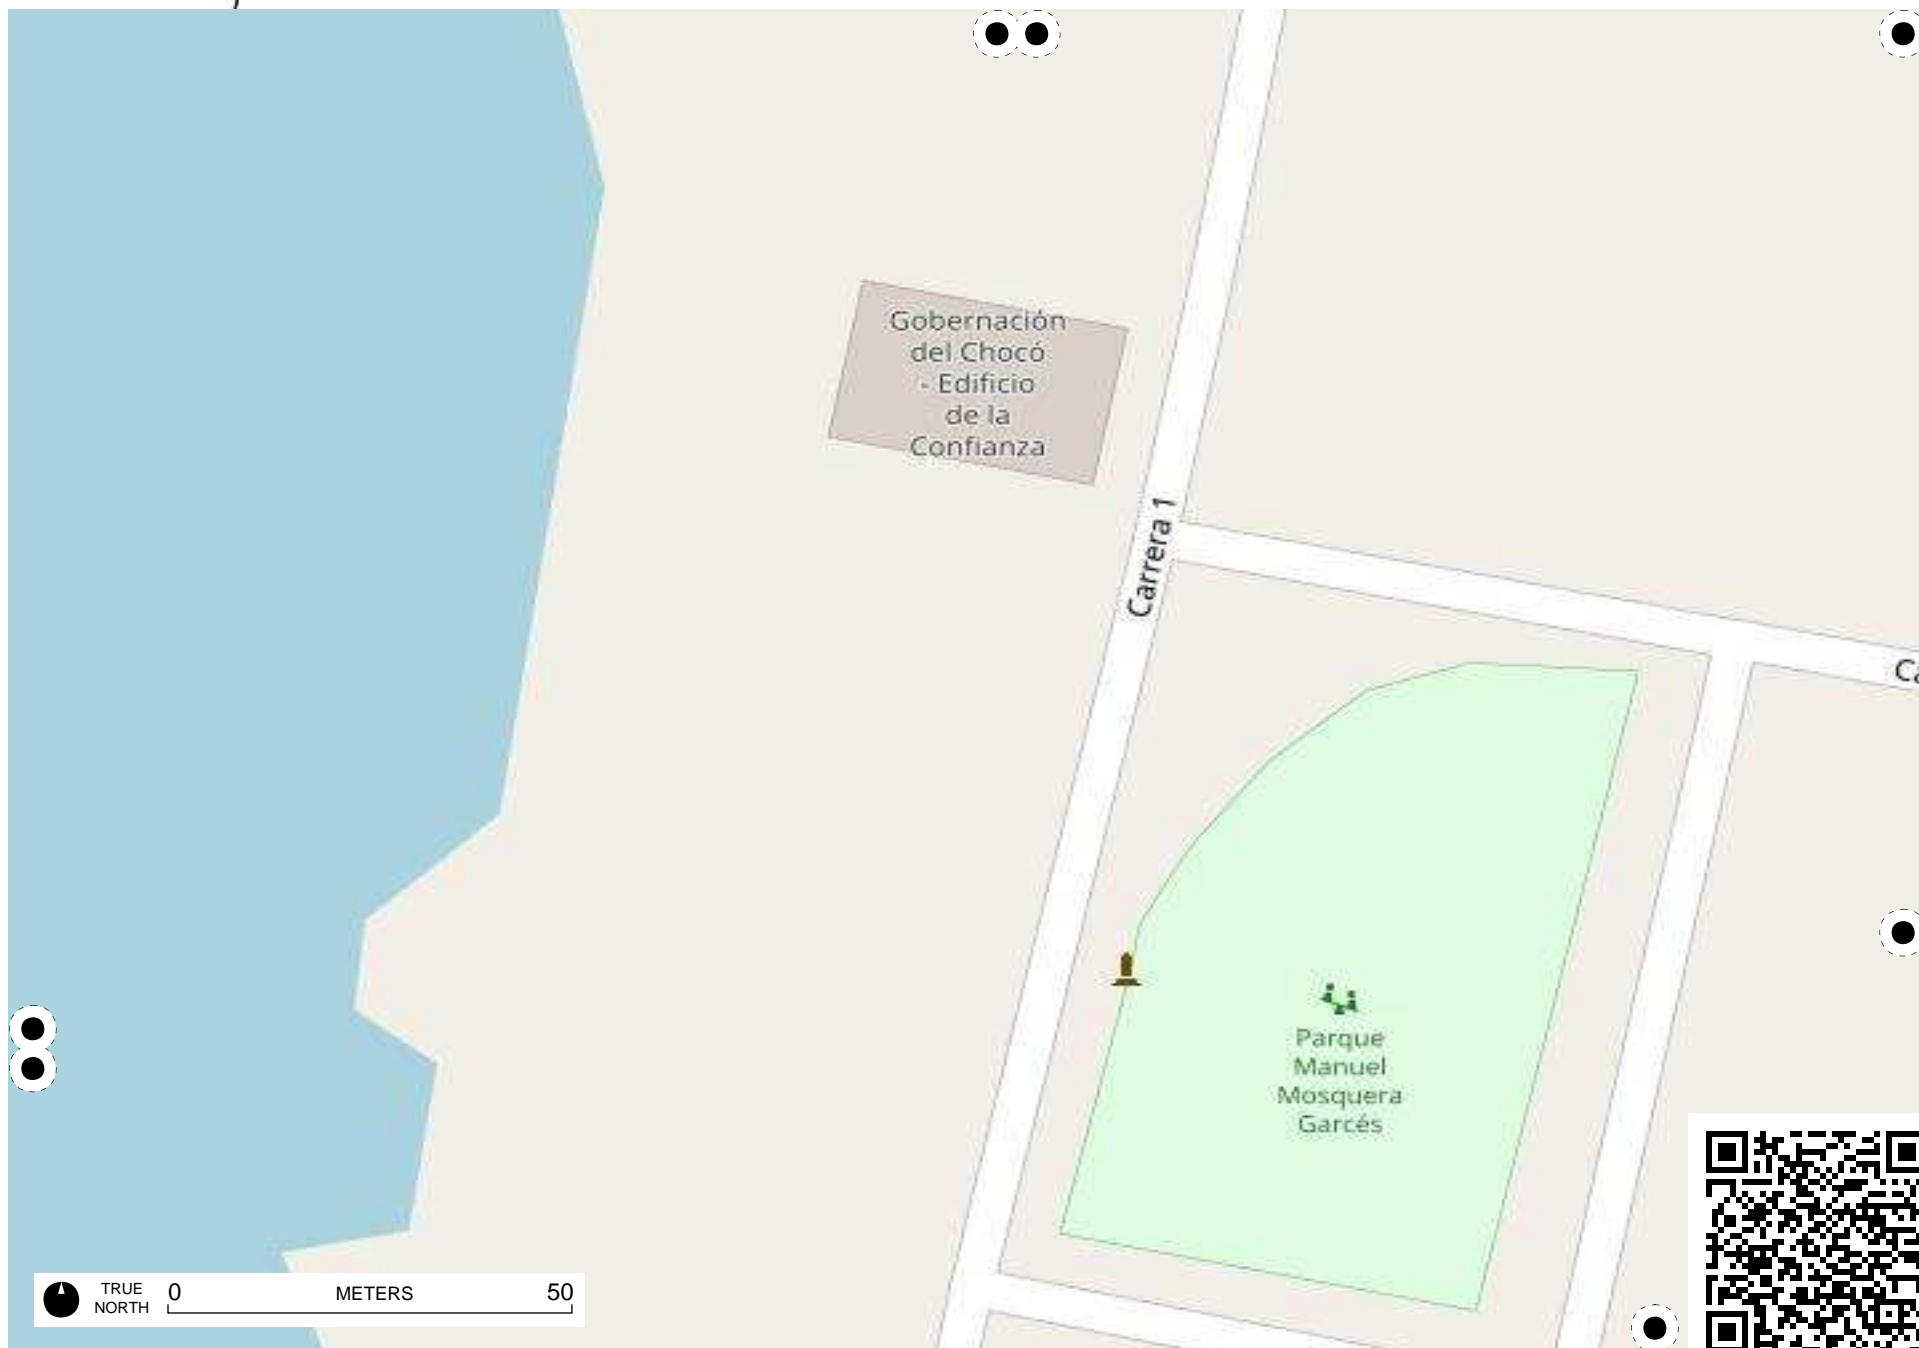 Gobernación
del Chocó
- Edificio
de la
Confianza
Carrera 1
Parque
Manuel
Mosquera
Garcés
TRUE
NORTH
0 METERS 50